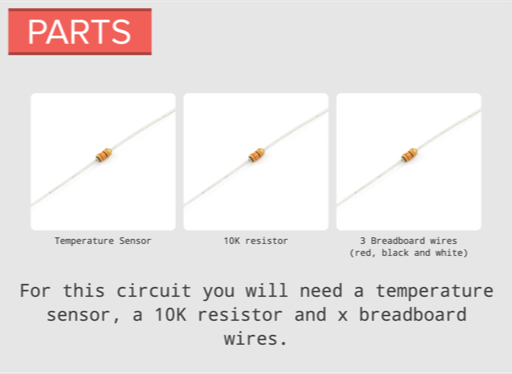 PARTS
Temperature Sensor
10K resistor
3 Breadboard wires
(red, black and white)
For this circuit you will need a temperature
sensor, a 10K resistor and x breadboard
wires.